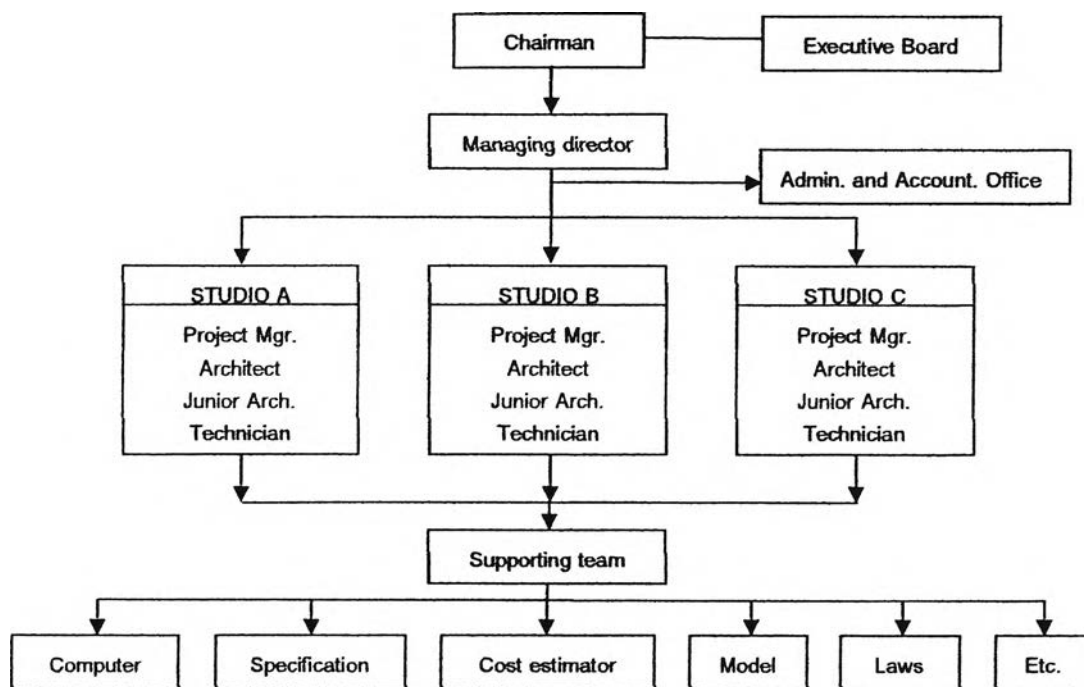 Chairman
Executive Board
Managing director
Admin. and Account. Office
STUDIO A
Project Mgr.
Architect
Junior Arch.
Technician
STUDIO B
Project Mgr.
Architect
Junior Arch.
Technician
STUDIO C
Project Mgr.
Architect
Junior Arch.
Technician
Supporting team
Computer
Specification
Cost estimator
Model
Laws
Etc.